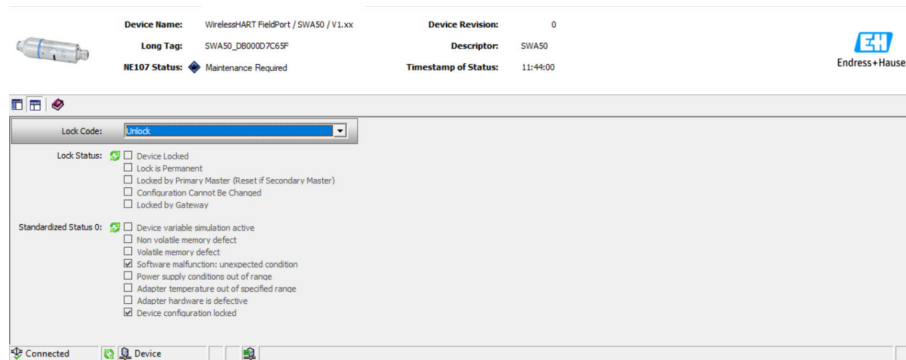 Device Name: WirelessHART FieldPort / SWA50 / V1.xx Device Revision: 0
Long Tag: SWA50_DB000D7C65F Descriptor: SWA50
NE107 Status: Maintenance Required Timestamp of Status: 11:44:00
EH
Endress+Hause
Lock Code: Unlock
Lock Status: Device Locked
Lock is Permanent
Locked by Primary Master (Reset if Secondary Master)
Configuration Cannot Be Changed
Locked by Gateway
Standardized Status 0: Device variable simulation active
Non volatile memory defect
Volatile memory defect
Software malfunction: unexpected condition
Power supply conditions out of range
Adapter temperature out of specified range
Adapter hardware is defective
Device configuration locked
Connected Device